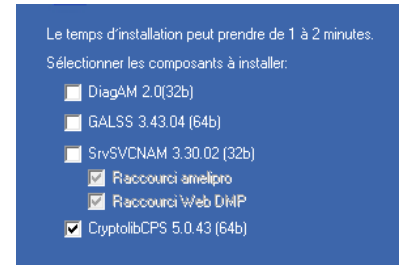 Le temps d'installation peut prendre de 1 à 2 minutes.
Sélectionner les composants à installer:
DiagAM 2.0(32b)
GALSS 3.43.04 (64b)
SrvSVCNAM 3.30.02 (32b)
Raccourci amelipro
Raccourci Web DMP
CryptolibCPS 5.0.43 (64b)